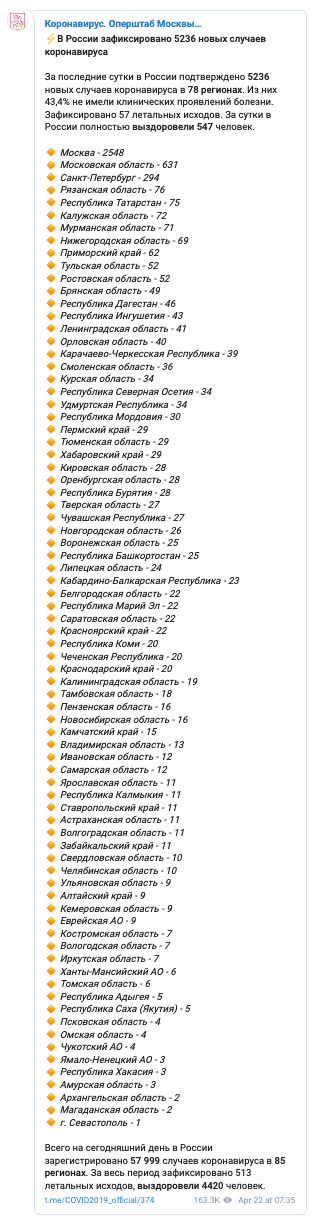 Коронавирус. Оперштаб Москвы...
⚡В России зафиксировано 5236 новых случаев
коронавируса
За последние сутки в России подтверждено 5236
новых случаев коронавируса в 78 регионах. Из них
43,4% не имели клинических проявлений болезни.
Зафиксировано 57 летальных исходов. За сутки в
России полностью выздоровели 547 человек.
🔸 Москва - 2548
🔸 Московская область - 631
🔸 Санкт-Петербург - 294
🔸 Рязанская область - 76
🔸 Республика Татарстан - 75
🔸 Калужская область - 72
🔸 Мурманская область - 71
🔸 Нижегородская область - 69
🔸 Приморский край - 62
🔸 Тульская область - 52
🔸 Ростовская область - 52
🔸 Брянская область - 49
🔸 Республика Дагестан - 46
🔸 Республика Ингушетия - 43
🔸 Ленинградская область - 41
🔸 Орловская область - 40
🔸 Карачаево-Черкесская Республика - 39
🔸 Смоленская область - 36
🔸 Курская область - 34
🔸 Республика Северная Осетия - 34
🔸 Удмуртская Республика - 34
🔸 Республика Мордовия - 30
🔸 Пермский край - 29
🔸 Тюменская область - 29
🔸 Хабаровский край - 29
🔸 Кировская область - 28
🔸 Оренбургская область - 28
🔸 Республика Бурятия - 28
🔸 Тверская область - 27
🔸 Чувашская Республика - 27
🔸 Новгородская область - 26
🔸 Воронежская область - 25
🔸 Республика Башкортостан - 25
🔸 Липецкая область - 24
🔸 Кабардино-Балкарская Республика - 23
🔸 Белгородская область - 22
🔸 Республика Марий Эл - 22
🔸 Саратовская область - 22
🔸 Красноярский край - 22
🔸 Республика Коми - 20
🔸 Чеченская Республика - 20
🔸 Краснодарский край - 20
🔸 Калининградская область - 19
🔸 Тамбовская область - 18
🔸 Пензенская область - 16
🔸 Новосибирская область - 16
🔸 Камчатский край - 15
🔸 Владимирская область - 13
🔸 Ивановская область - 12
🔸 Самарская область - 12
🔸 Ярославская область - 11
🔸 Республика Калмыкия - 11
🔸 Ставропольский край - 11
🔸 Астраханская область - 11
🔸 Волгоградская область - 11
🔸 Забайкальский край - 11
🔸 Свердловская область - 10
🔸 Челябинская область - 10
🔸 Ульяновская область - 9
🔸 Алтайский край - 9
🔸 Кемеровская область - 9
🔸 Еврейская АО - 9
🔸 Костромская область - 7
🔸 Вологодская область - 7
🔸 Иркутская область - 7
🔸 Ханты-Мансийский АО - 6
🔸 Томская область - 6
🔸 Республика Адыгея - 5
🔸 Республика Саха (Якутия) - 5
🔸 Псковская область - 4
🔸 Омская область - 4
🔸 Чукотский АО - 4
🔸 Ямало-Ненецкий АО - 3
🔸 Республика Хакасия - 3
🔸 Амурская область - 3
🔸 Архангельская область - 2
🔸 Магаданская область - 2
🔸 г. Севастополь - 1
Всего на сегодняшний день в России
зарегистрировано 57 999 случаев коронавируса в 85
регионах. За весь период зафиксировано 513
летальных исходов, выздоровели 4420 человек.
t.me/COVID2019_official/374 163.3K Apr 22 at 07:35